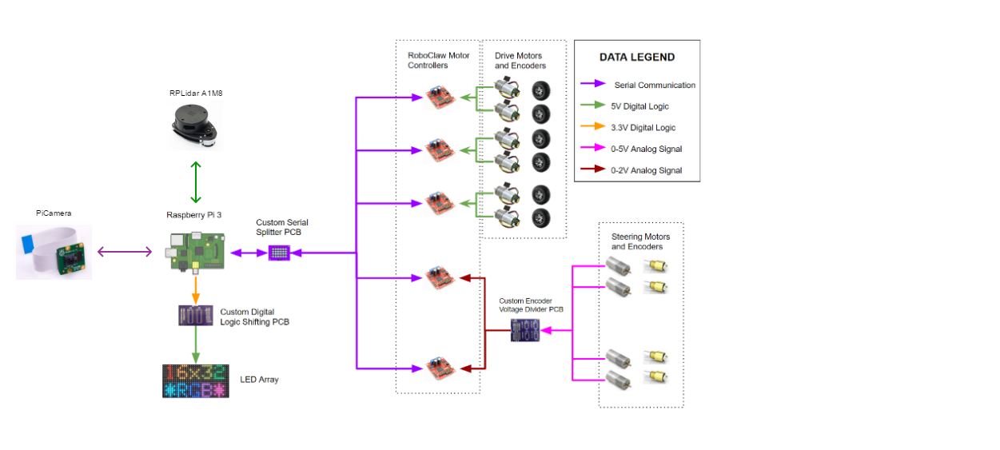 RoboClaw Motor
Controllers
Drive Motors
and Encoders
DATA LEGEND
Serial Communication
5V Digital Logic
3.3V Digital Logic
0-5V Analog Signal
0-2V Analog Signal
RPLidar A1M8
PiCamera
Raspberry Pi 3
Custom Serial
Splitter PCB
Steering Motors
and Encoders
Custom Encoder
Voltage Divider PCB
Custom Digital
Logic Shifting PCB
16x32
*RGB*
LED Array